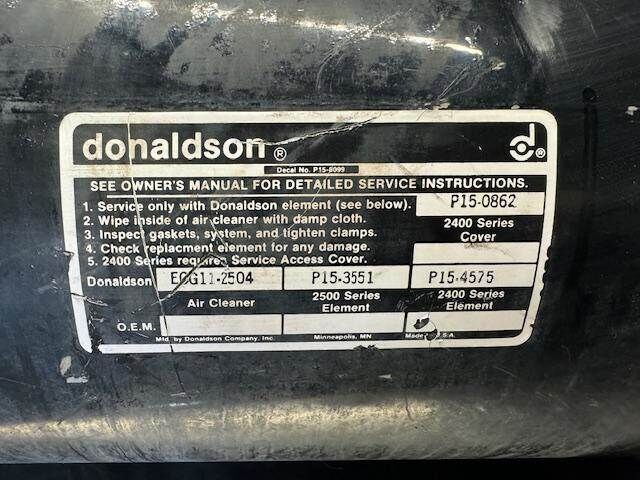 donaldson ®
Decal No. P15-8099
SEE OWNER'S MANUAL FOR DETAILED SERVICE INSTRUCTIONS.
1. Service only with Donaldson element (see below). P15-0862
2. Wipe inside of air cleaner with damp cloth. 2400 Series
3. Inspect gaskets, system, and tighten clamps. Cover
4. Check replacment element for any damage.
5. 2400 Series requires Service Access Cover.
Donaldson ECG11-2504 P15-3551 P15-4575
Air Cleaner 2500 Series 2400 Series
Element Element
O.E.M.
Mfd. by Donaldson Company, Inc. Minneapolis, MN Made U.S.A.